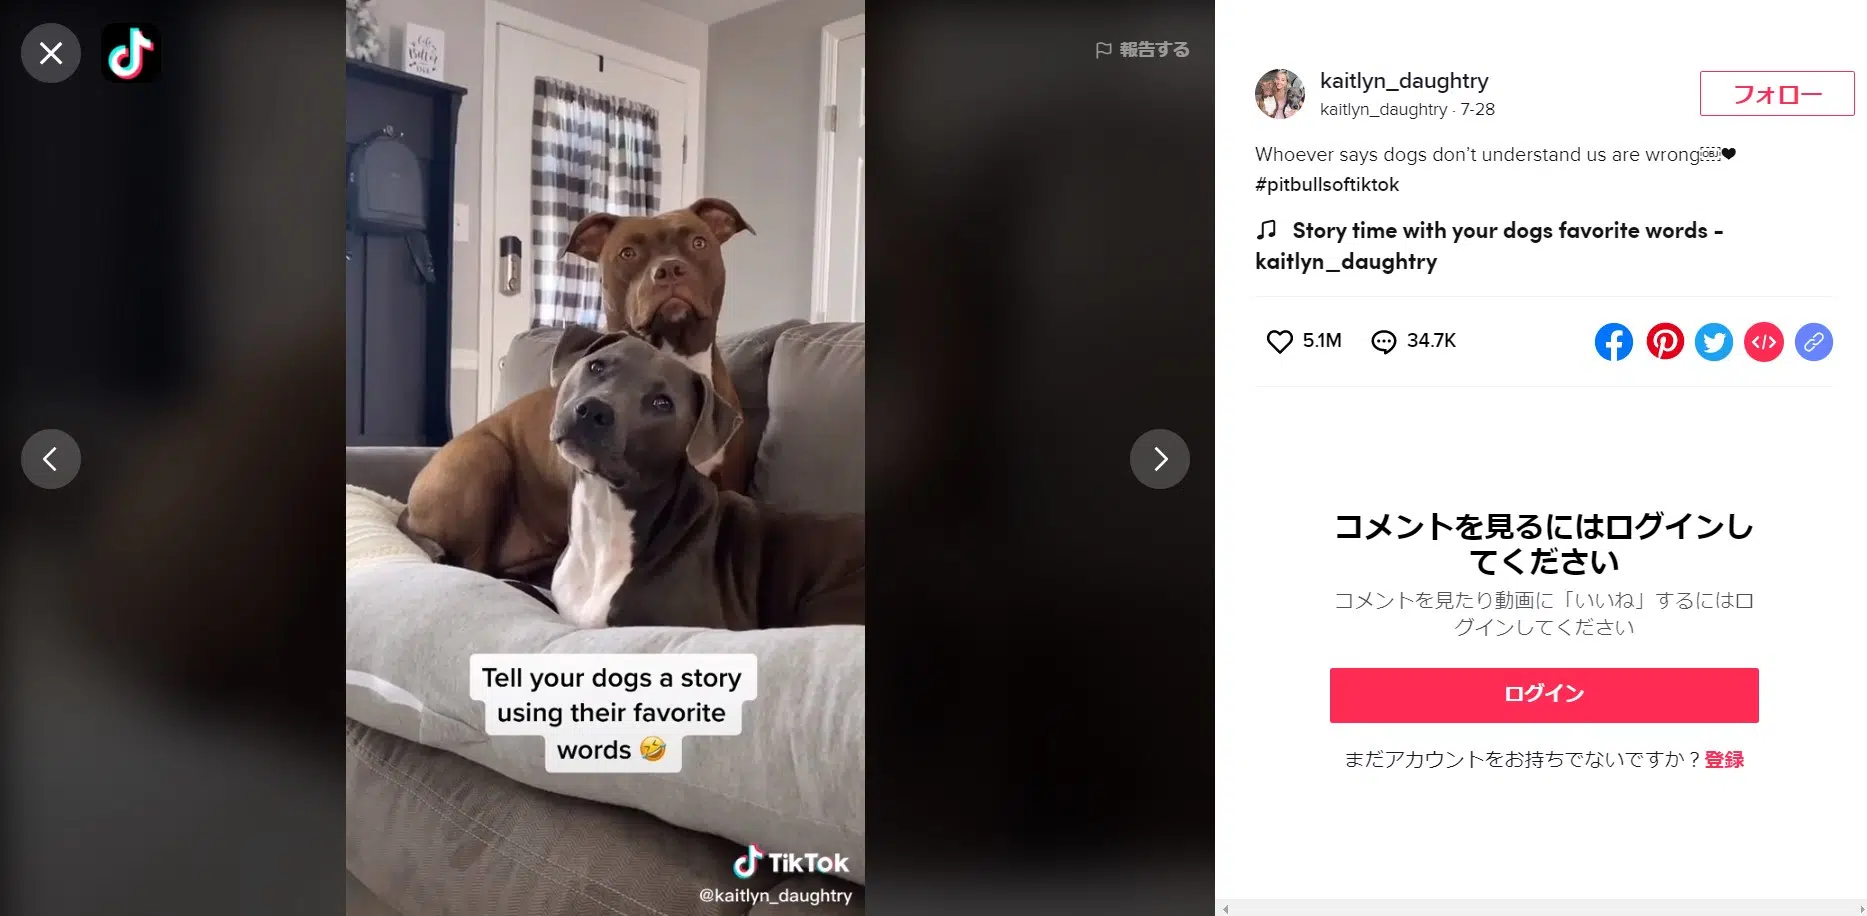 報告する
Tell your dogs a story
using their favorite
words 🤣
TikTok
@kaitlyn_daughtry
kaitlyn_daughtry
kaitlyn_daughtry · 7-28
フォロー
Whoever says dogs don’t understand us are wrong￼❤
#pitbullsoftiktok
Story time with your dogs favorite words -
kaitlyn_daughtry
5.1M
34.7K
コメントを見るにはログインし
てください
コメントを見たり動画に「いいね」するにはロ
グインしてください
ログイン
まだアカウントをお持ちでないですか？登録